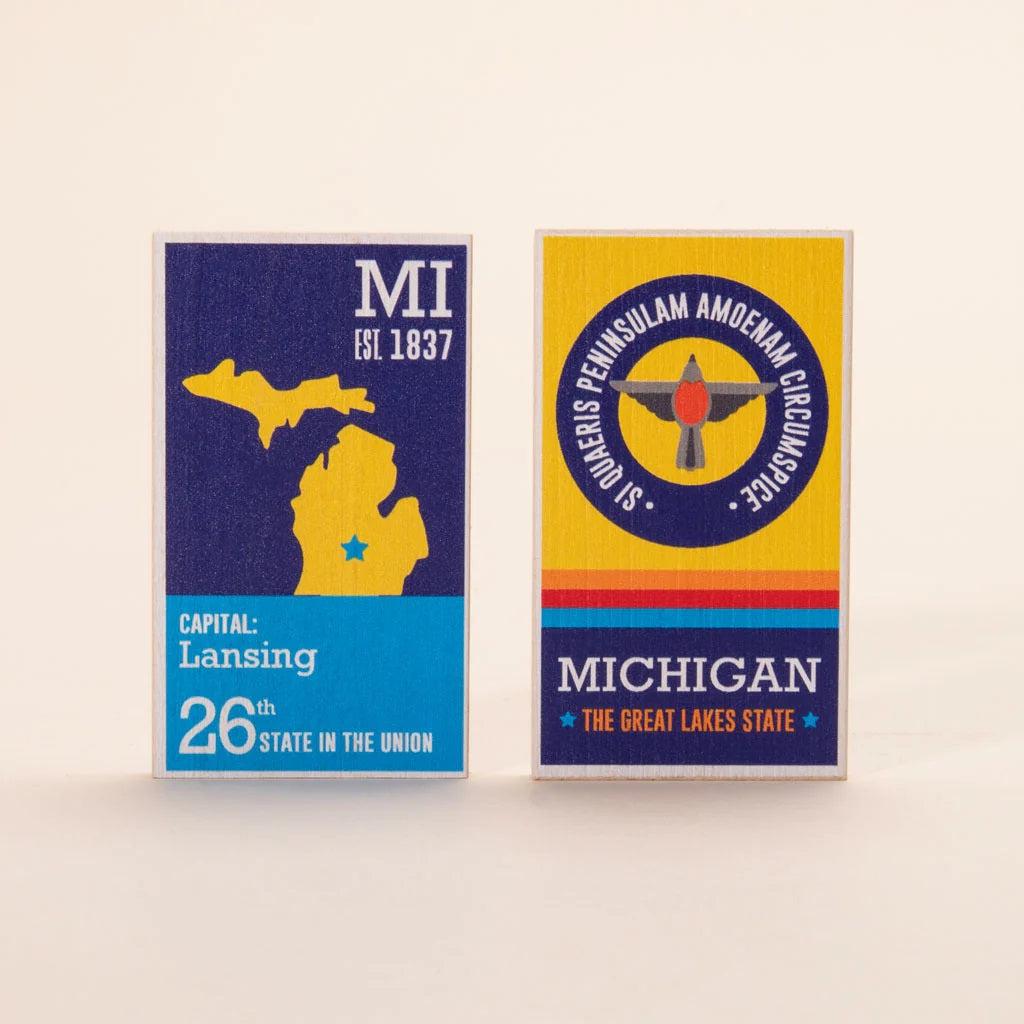 MI
EST. 1837
CAPITAL:
Lansing
26th STATE IN THE UNION
• SI QUAERIS PENINSULAM AMOENAM CIRCUMSPICE •
MICHIGAN
THE GREAT LAKES STATE